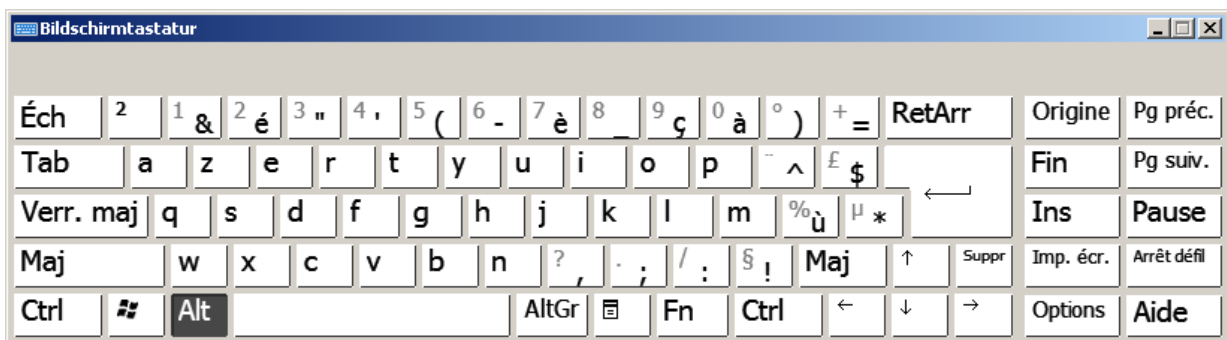 Bildschirmtastatur
Éch ² 1 & 2 é 3 " 4 ' 5 ( 6 - 7 è 8 _ 9 ç 0 à ° ) + = RetArr Origine Pg préc.
Tab a z e r t y u i o p ¨ ^ £ $ Fin Pg suiv.
Verr. maj q s d f g h j k l m % ù µ * Ins Pause
Maj w x c v b n ? , . ; / : § ! Maj ↑ Suppr Imp. écr. Arrêt défil
Ctrl Alt AltGr Fn Ctrl ← ↓ → Options Aide